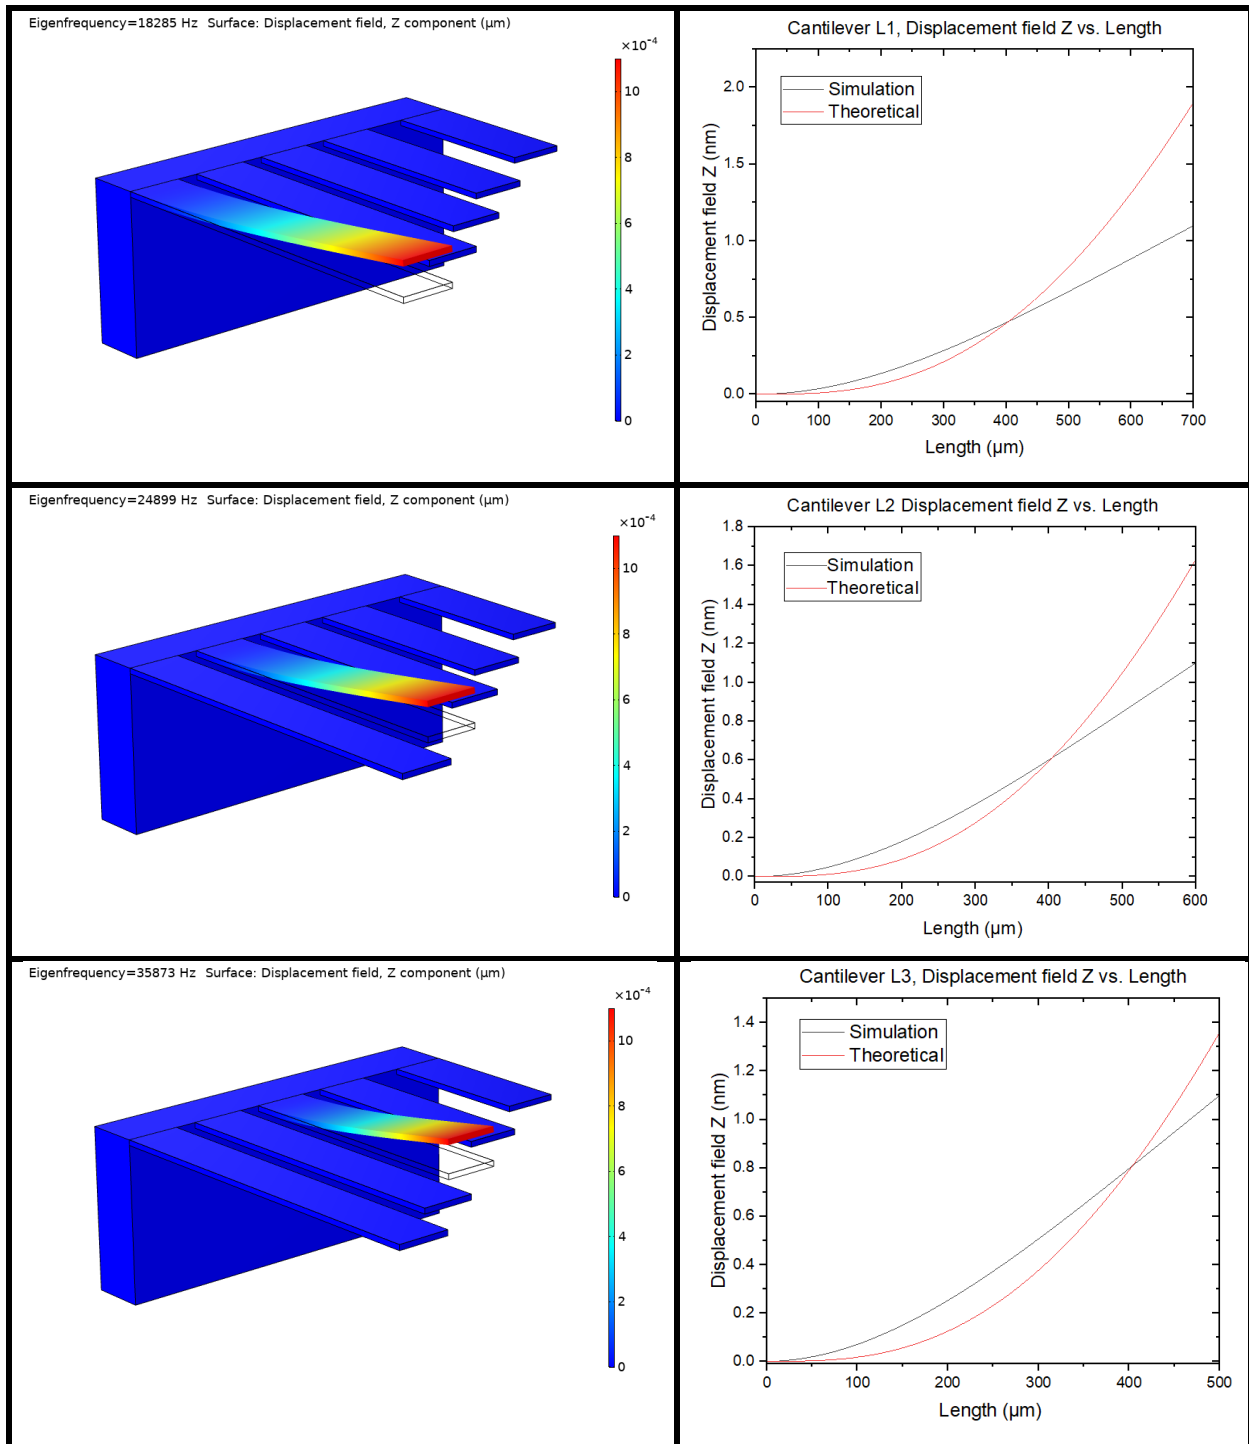 Eigenfrequency=18285 Hz  Surface: Displacement field, Z component (µm)
×10⁻⁴
10
8
6
4
2
0
Cantilever L1, Displacement field Z vs. Length
Simulation
Theoretical
Displacement field Z (nm)
2.0
1.5
1.0
0.5
0.0
0 100 200 300 400 500 600 700
Length (µm)
Eigenfrequency=24899 Hz  Surface: Displacement field, Z component (µm)
×10⁻⁴
10
8
6
4
2
0
Cantilever L2 Displacement field Z vs. Length
Simulation
Theoretical
Displacement field Z (nm)
1.8
1.6
1.4
1.2
1.0
0.8
0.6
0.4
0.2
0.0
0 100 200 300 400 500 600
Length (µm)
Eigenfrequency=35873 Hz  Surface: Displacement field, Z component (µm)
×10⁻⁴
10
8
6
4
2
0
Cantilever L3, Displacement field Z vs. Length
Simulation
Theoretical
Displacement field Z (nm)
1.4
1.2
1.0
0.8
0.6
0.4
0.2
0.0
0 100 200 300 400 500
Length (µm)